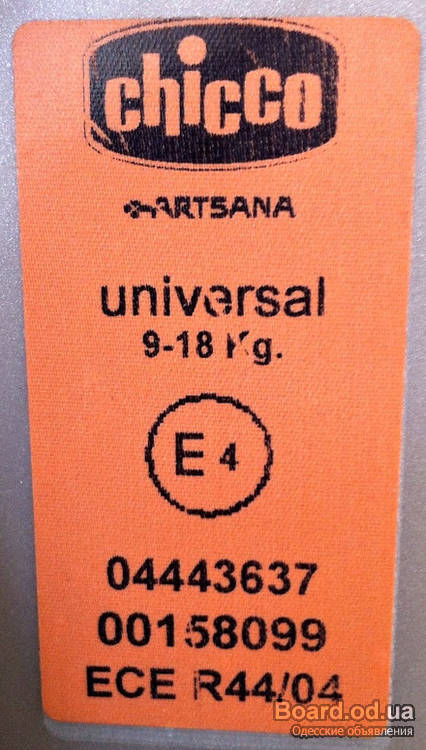 chicco
ARTSANA
universal
9-18 Kg.
E 4
04443637
00158099
ECE R44/04
Board.od.ua
Одесские объявления